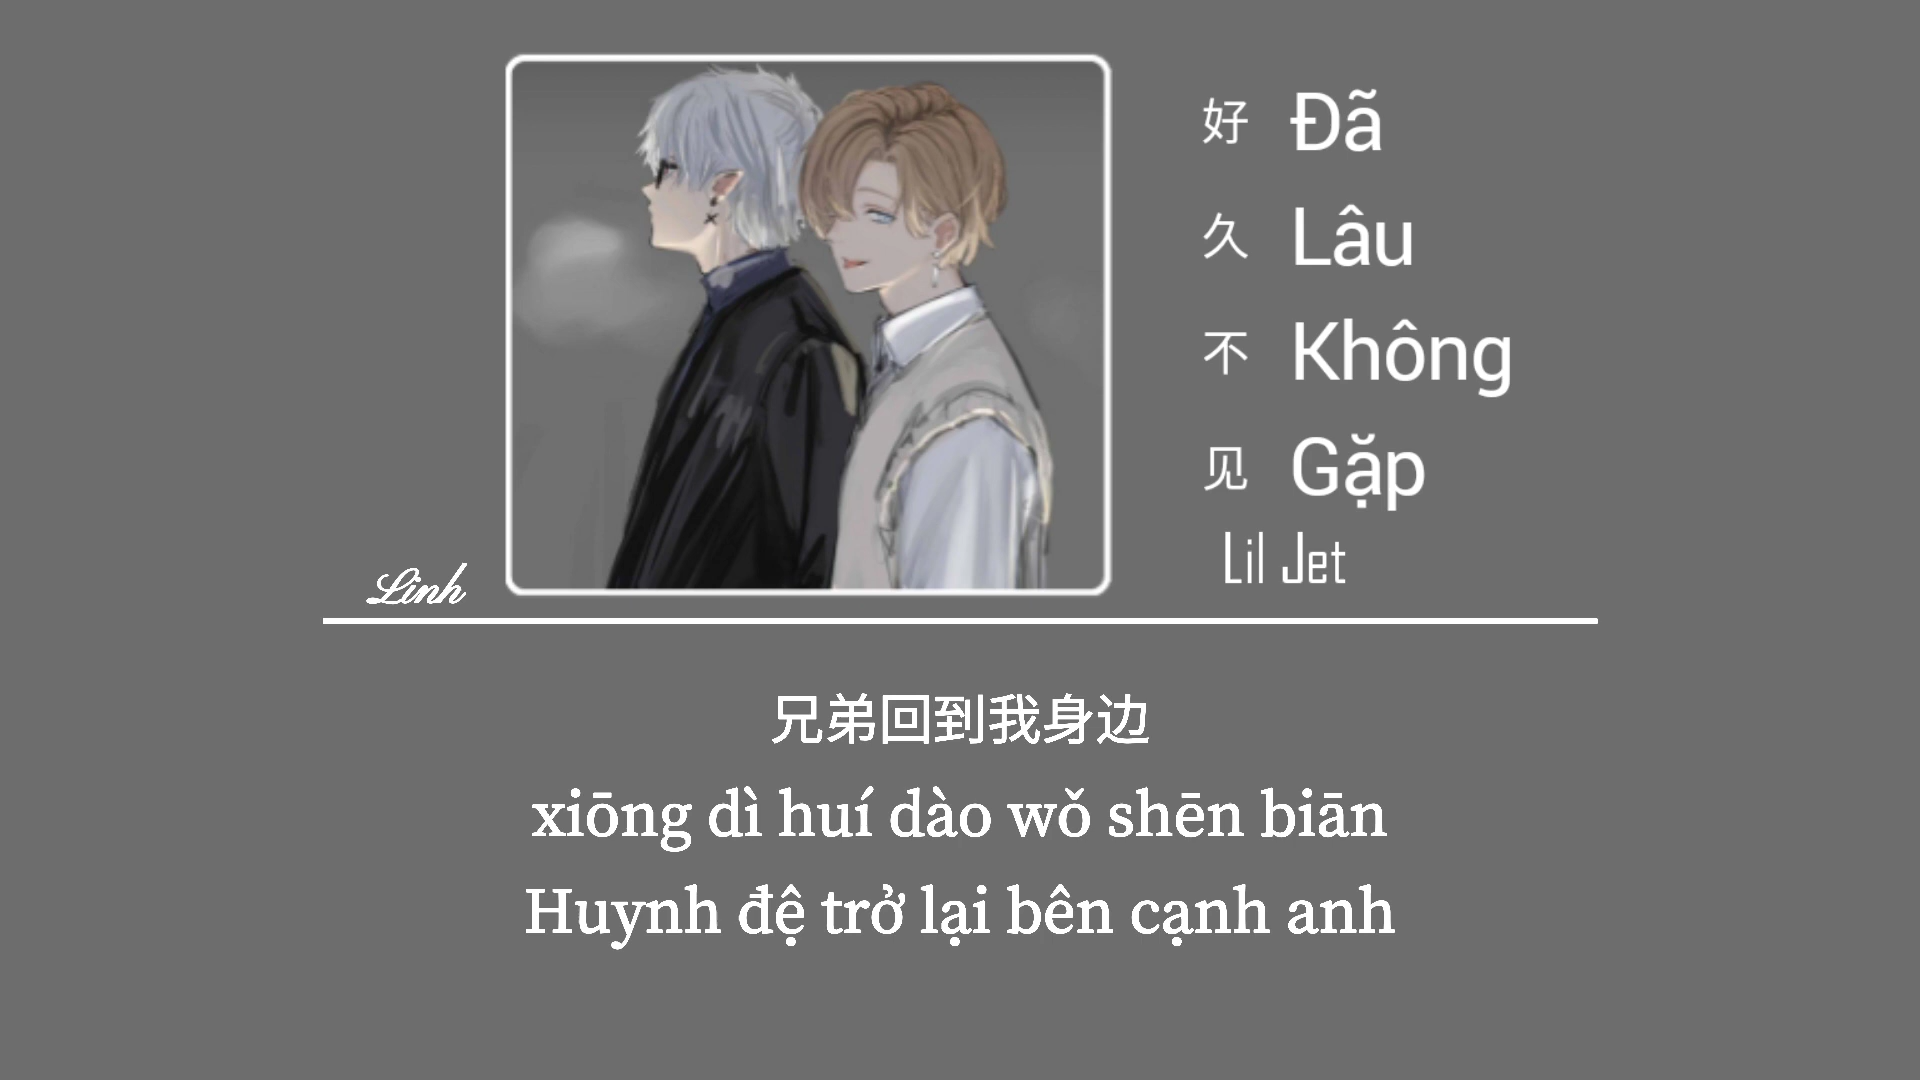 好 Đã
久 Lâu
不 Không
见 Gặp
Lil Jet
Linh
兄弟回到我身边
xiōng dì huí dào wǒ shēn biān
Huynh đệ trở lại bên cạnh anh